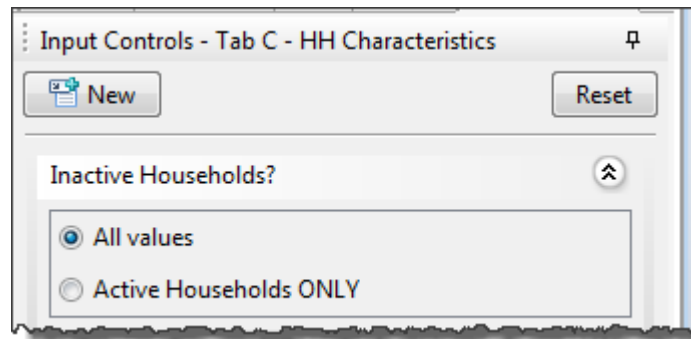 Input Controls - Tab C - HH Characteristics
New
Reset
Inactive Households?
All values
Active Households ONLY